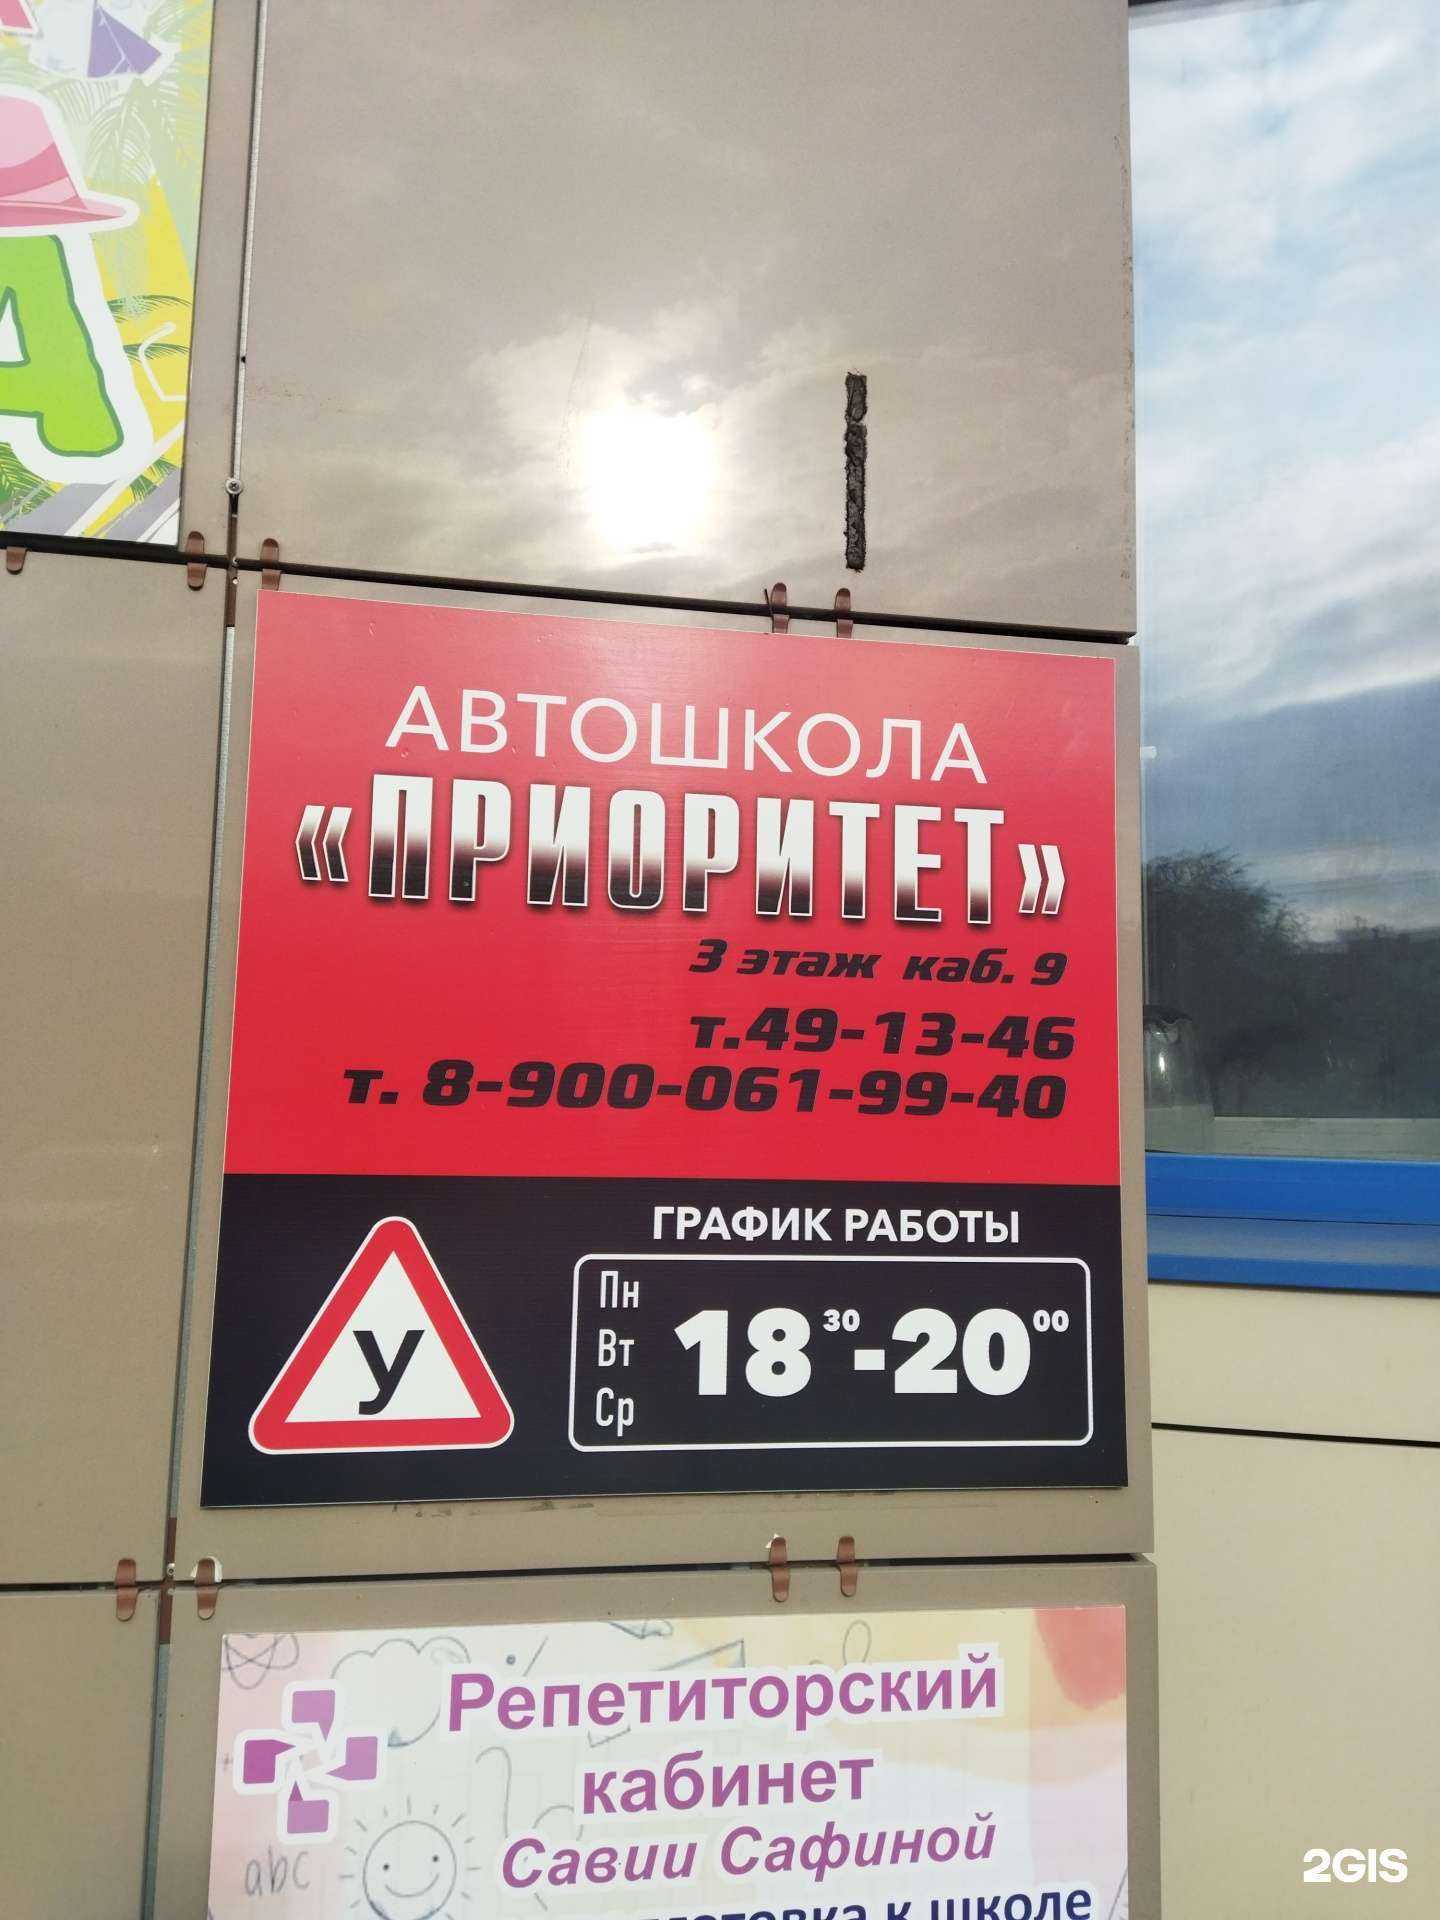 А
АВТОШКОЛА
«ПРИОРИТЕТ»
3 этаж каб. 9
т.49-13-46
т. 8-900-061-99-40
ГРАФИК РАБОТЫ
Пн
Вт
Ср
18 30 - 20 00
У
Репетиторский
кабинет
Савии Сафиной
abc
к школе
2GIS